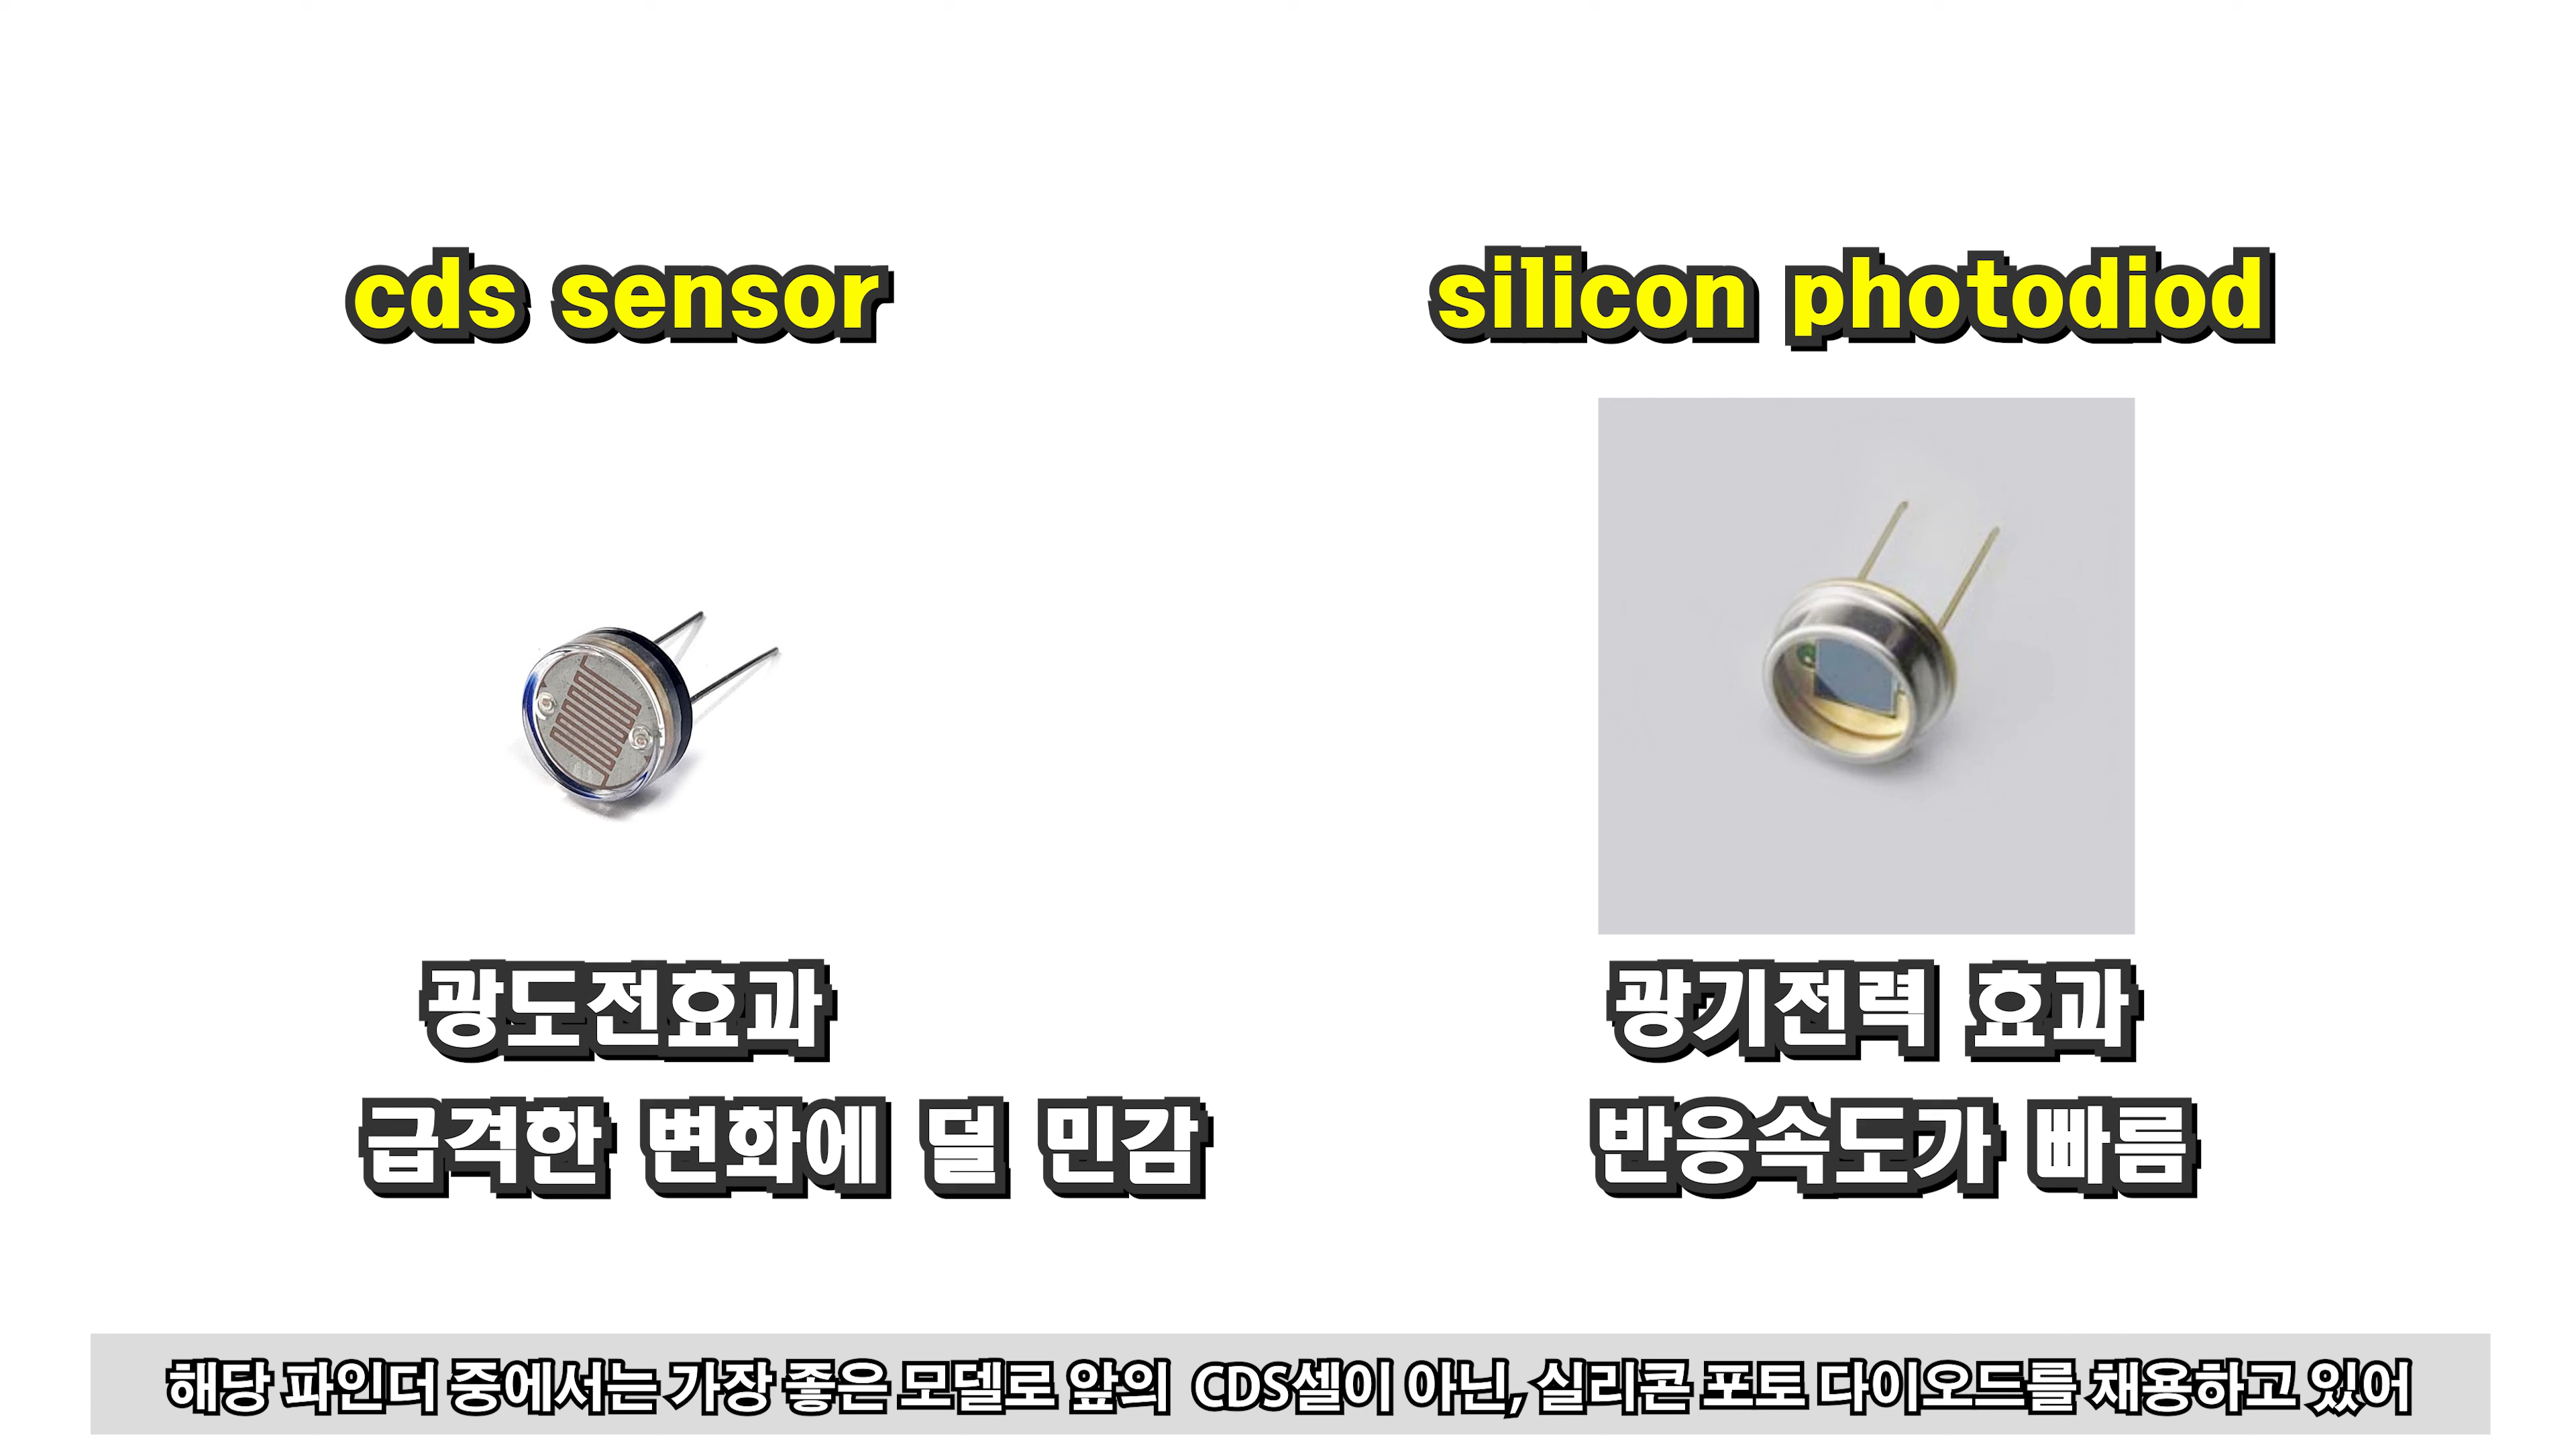 cds sensor
silicon photodiod
광도전효과
광기전력 효과
급격한 변화에 덜 민감
반응속도가 빠름
해당 파인더 중에서는 가장 좋은 모델로 앞의 CDS셀이 아닌, 실리콘 포토 다이오드를 채용하고 있어